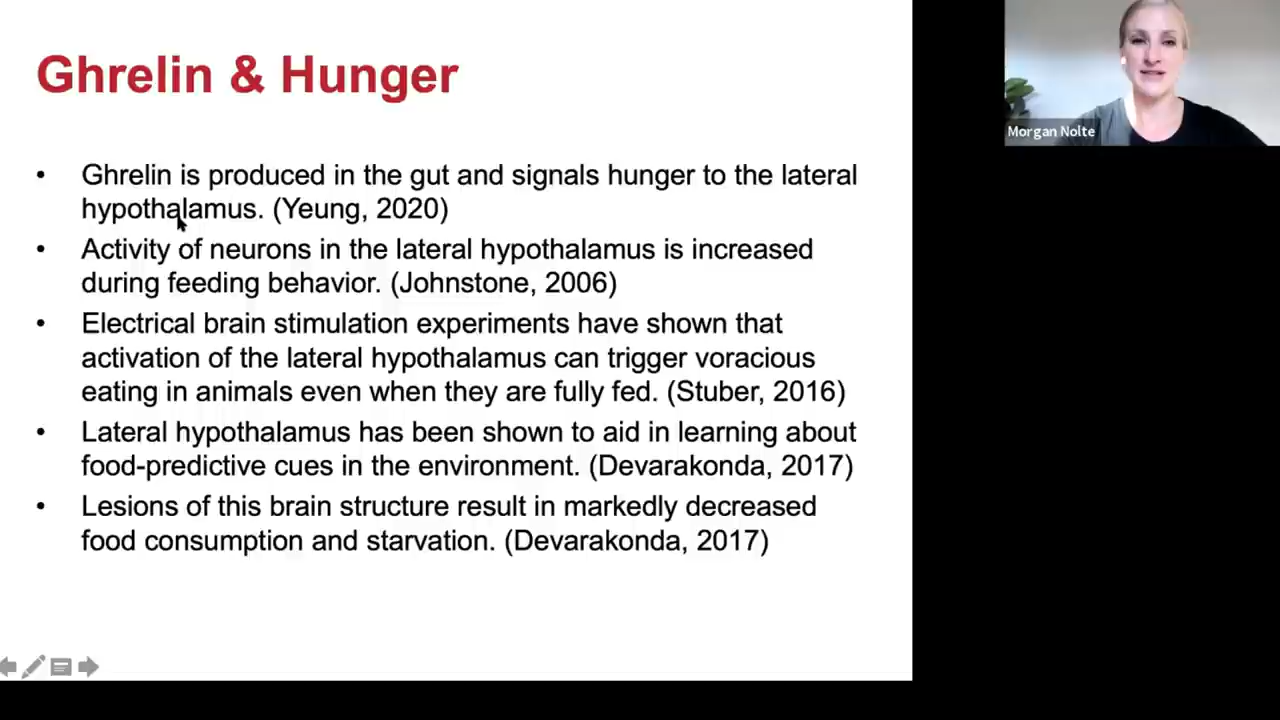 Ghrelin & Hunger
• Ghrelin is produced in the gut and signals hunger to the lateral
hypothalamus. (Yeung, 2020)
• Activity of neurons in the lateral hypothalamus is increased
during feeding behavior. (Johnstone, 2006)
• Electrical brain stimulation experiments have shown that
activation of the lateral hypothalamus can trigger voracious
eating in animals even when they are fully fed. (Stuber, 2016)
• Lateral hypothalamus has been shown to aid in learning about
food-predictive cues in the environment. (Devarakonda, 2017)
• Lesions of this brain structure result in markedly decreased
food consumption and starvation. (Devarakonda, 2017)
Morgan Nolte